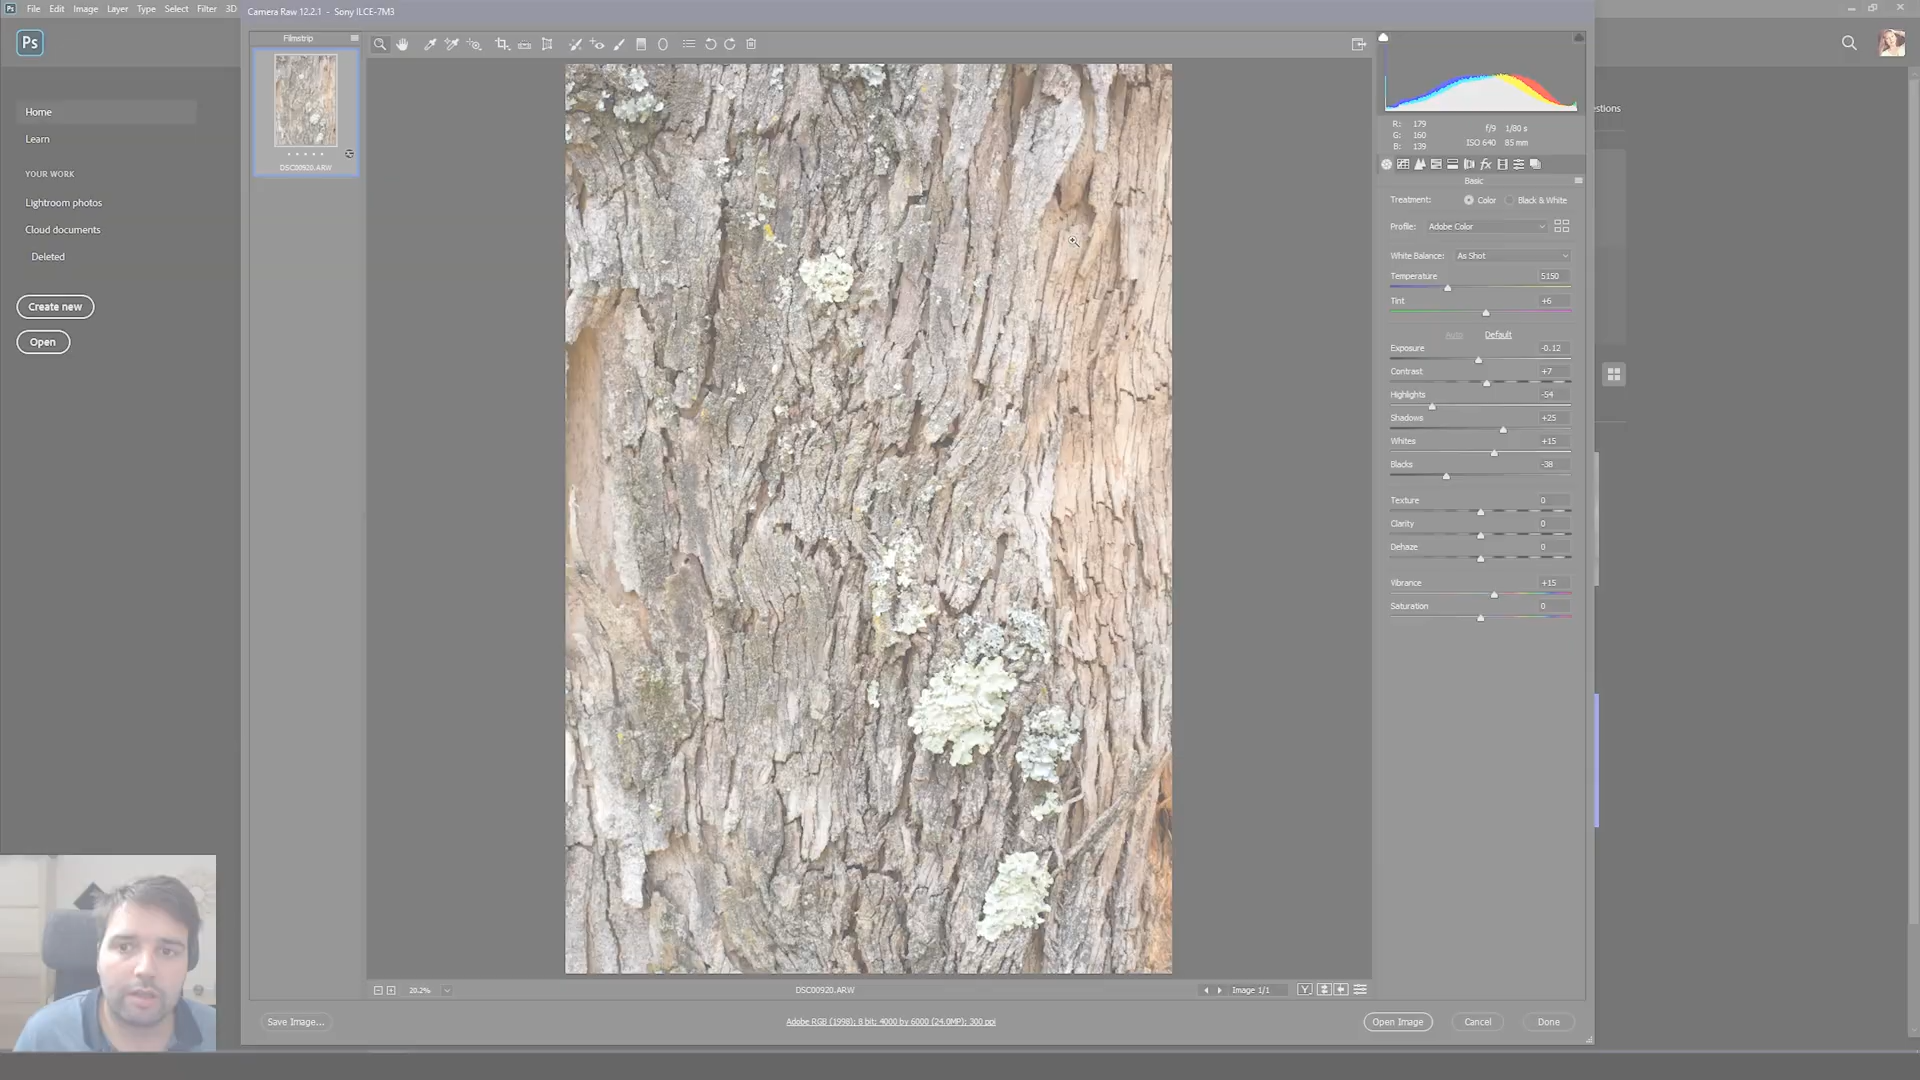 Ps File Edit Image Layer Type Select Filter 3D
Camera Raw 12.2.1 - Sony ILCE-7M3
Ps
Home
Learn
YOUR WORK
Lightroom photos
Cloud documents
Deleted
Create new
Open
Filmstrip
DSC00920.ARW
R: 179
G: 160
B: 139
f/9 1/80 s
ISO 640 85 mm
Basic
Treatment: Color Black & White
Profile: Adobe Color
White Balance: As Shot
Temperature 5150
Tint +6
Auto Default
Exposure -0.12
Contrast +7
Highlights -54
Shadows +25
Whites +15
Blacks -38
Texture 0
Clarity 0
Dehaze 0
Vibrance +15
Saturation 0
20.2%
DSC00920.ARW
Image 1/1
Y
Save Image...
Adobe RGB (1998); 8 bit; 4000 by 6000 (24.0MP); 300 ppi
Open Image
Cancel
Done